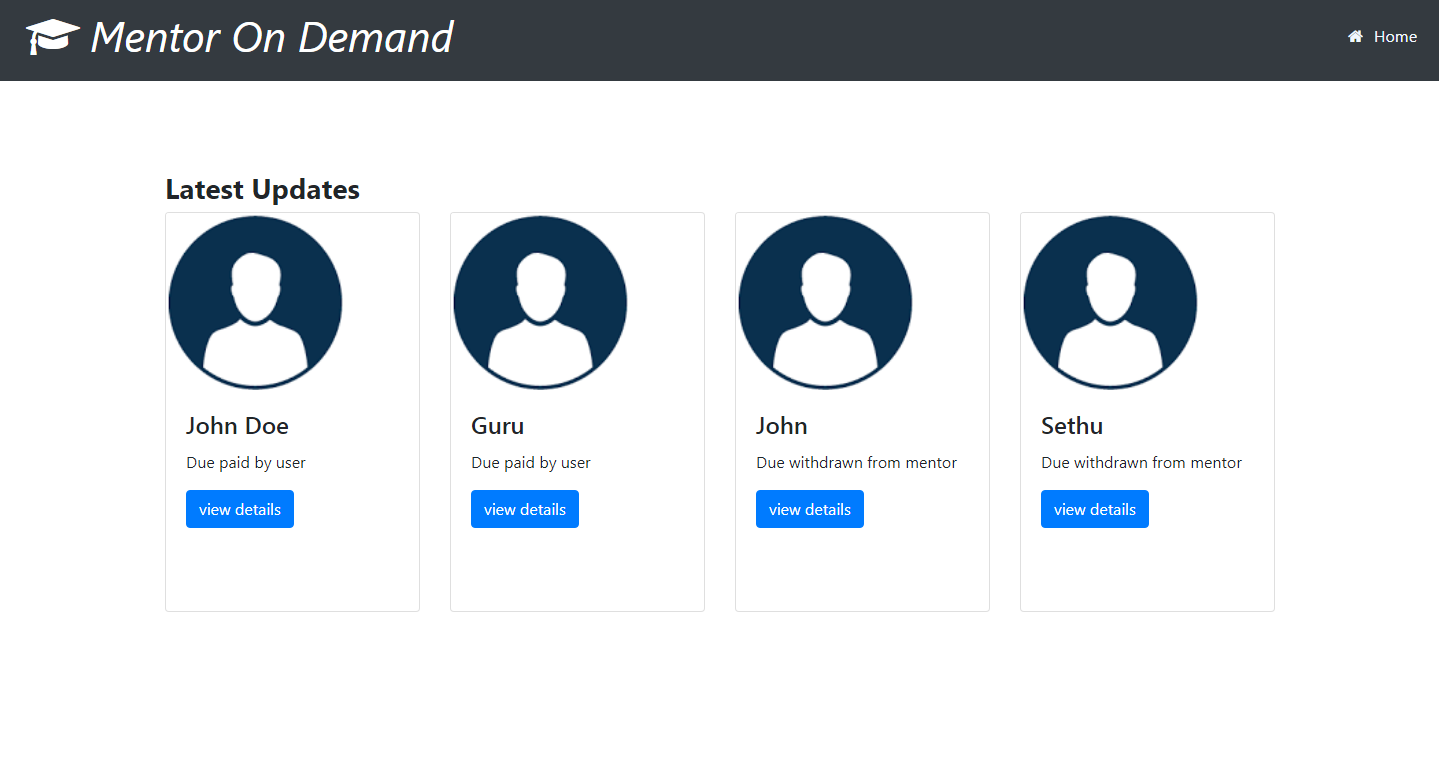 Mentor On Demand
Home
Latest Updates
John Doe
Due paid by user
view details
Guru
Due paid by user
view details
John
Due withdrawn from mentor
view details
Sethu
Due withdrawn from mentor
view details